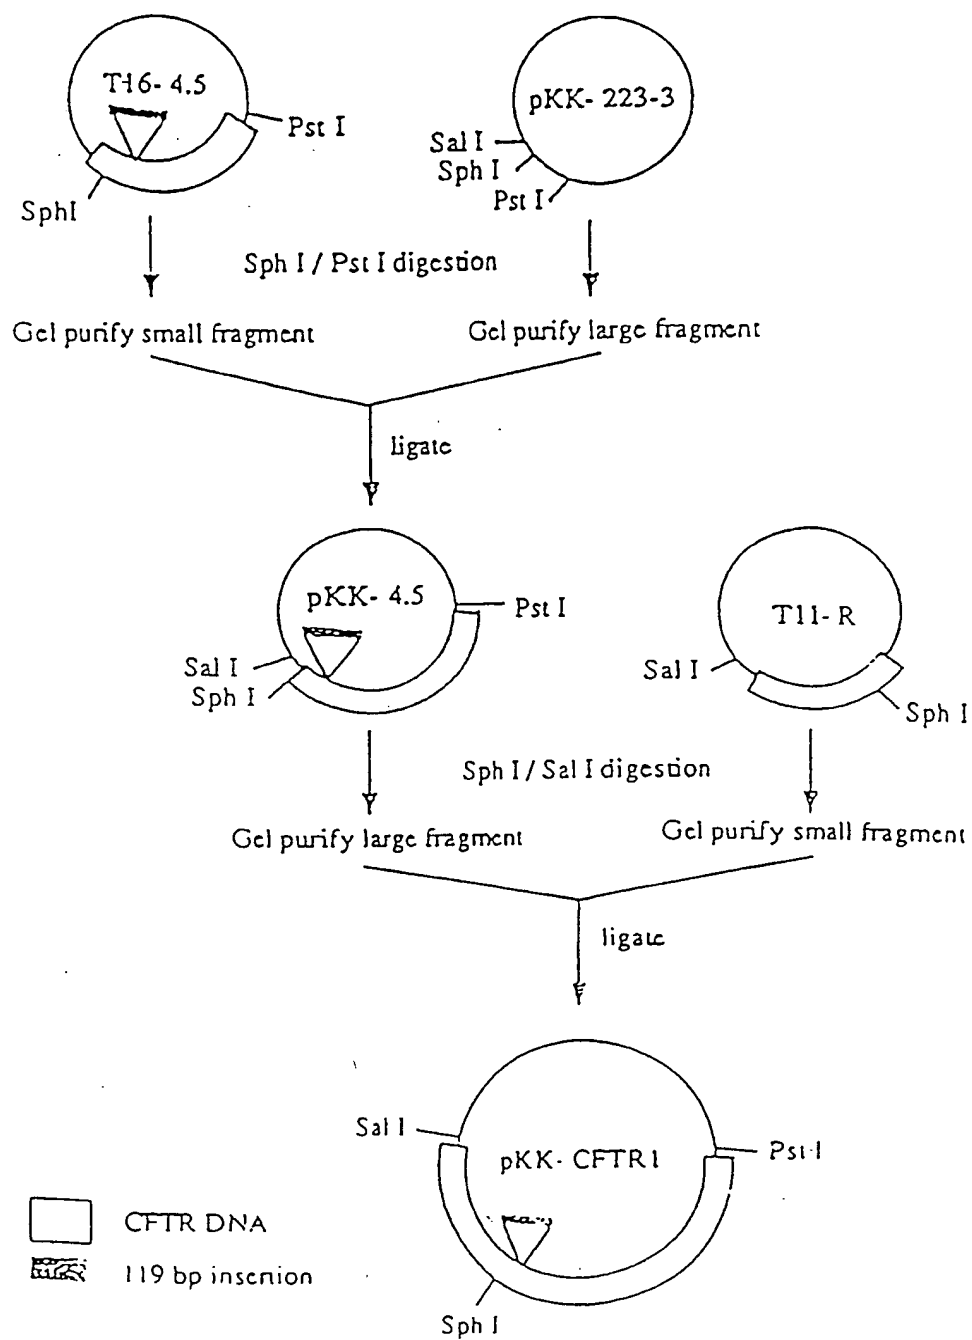 T16- 4.5
pKK- 223-3
Pst I
Sal I
Sph I
Pst I
SphI
Sph I / Pst I digestion
Gel purify small fragment
Gel purify large fragment
ligate
pKK- 4.5
Pst I
T11- R
Sal I
Sph I
Sal I
Sph I
Sph I / Sal I digestion
Gel purify large fragment
Gel purify small fragment
ligate
Sal I
pKK- CFTR1
Pst I
CFTR DNA
119 bp insertion
Sph I